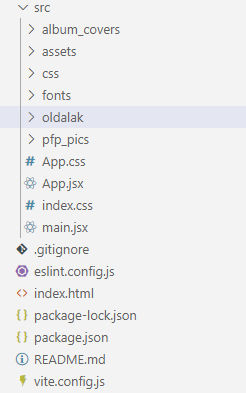 src
album_covers
assets
css
fonts
oldalak
pfp_pics
App.css
App.jsx
index.css
main.jsx
.gitignore
eslint.config.js
index.html
package-lock.json
package.json
README.md
vite.config.js